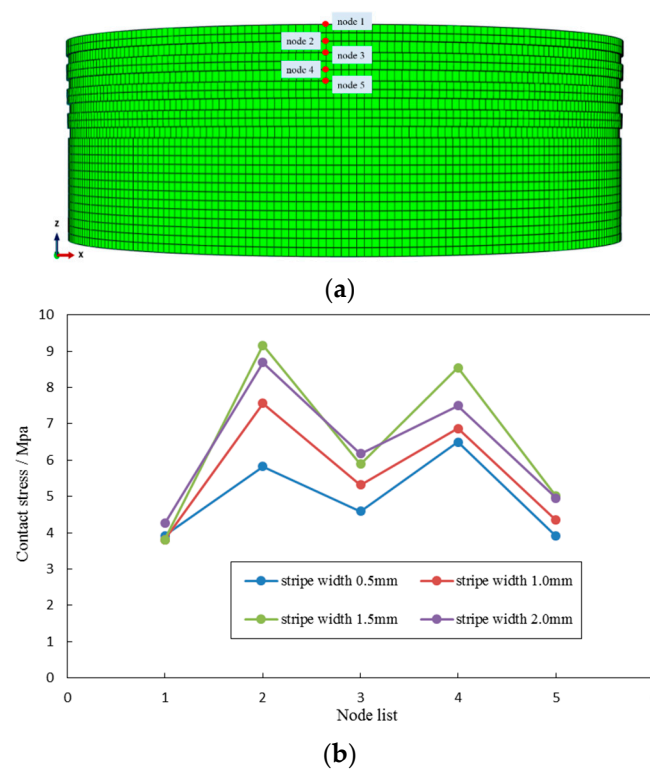 node 1
node 2
node 3
node 4
node 5
z
x
(a)
10
9
8
7
6
5
4
3
2
1
0
Contact stress / Mpa
stripe width 0.5mm
stripe width 1.0mm
stripe width 1.5mm
stripe width 2.0mm
0 1 2 3 4 5
Node list
(b)